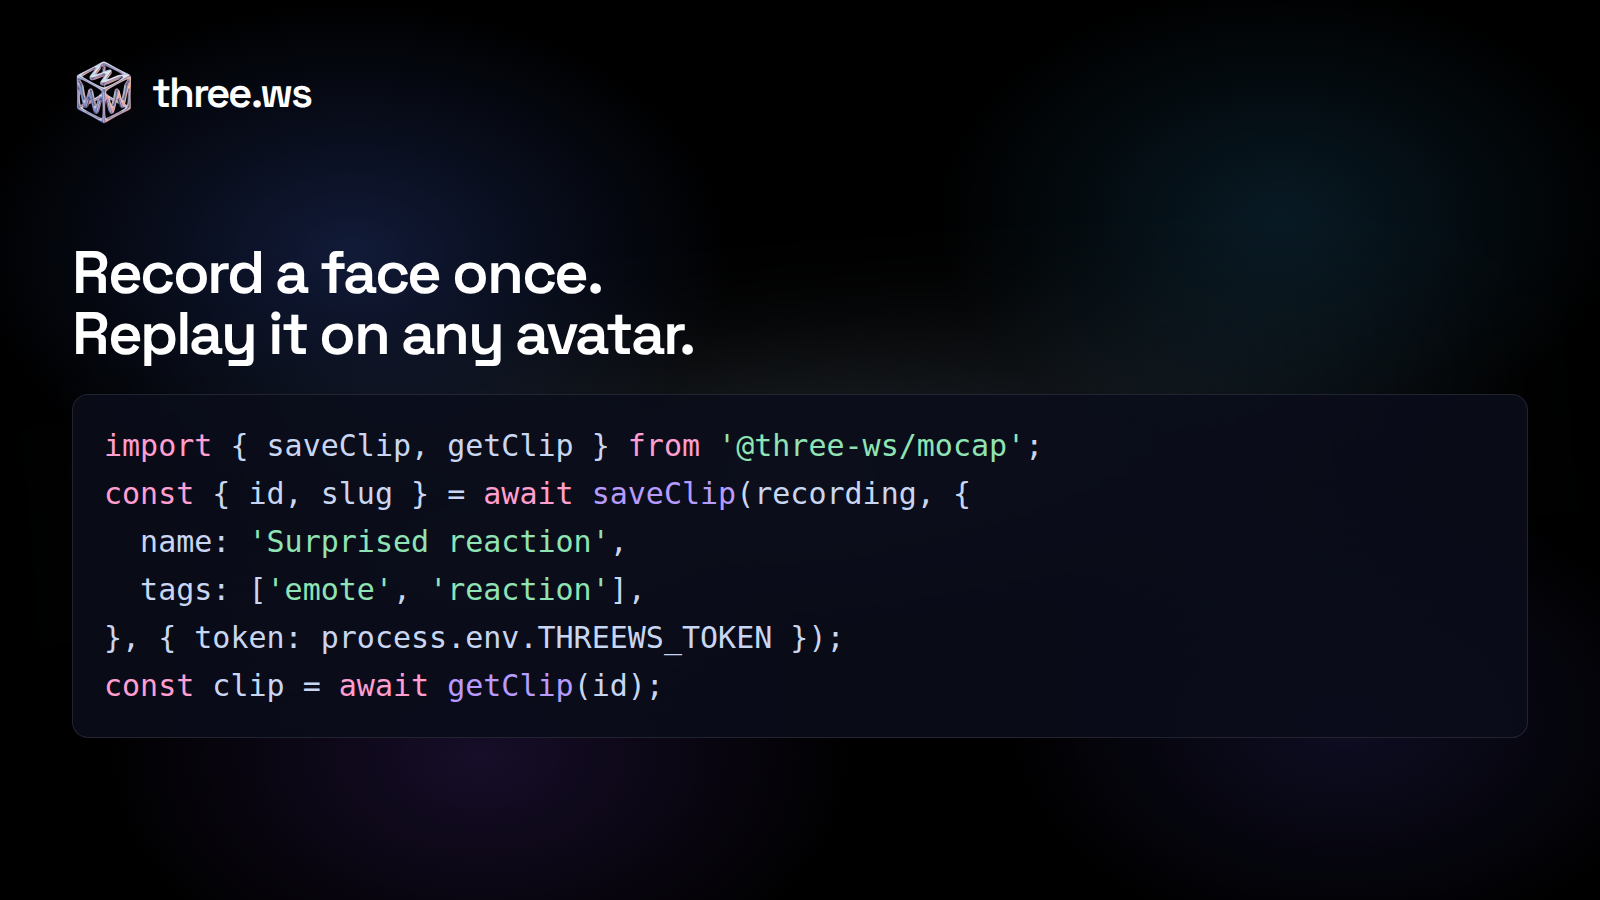 three.ws
Record a face once.
Replay it on any avatar.
import { saveClip, getClip } from '@three-ws/mocap';
const { id, slug } = await saveClip(recording, {
  name: 'Surprised reaction',
  tags: ['emote', 'reaction'],
}, { token: process.env.THREEWS_TOKEN });
const clip = await getClip(id);